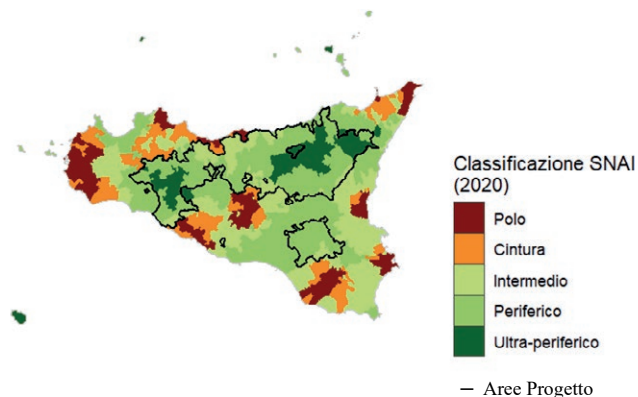 Classificazione SNAI
(2020)
Polo
Cintura
Intermedio
Periferico
Ultra-periferico
– Aree Progetto